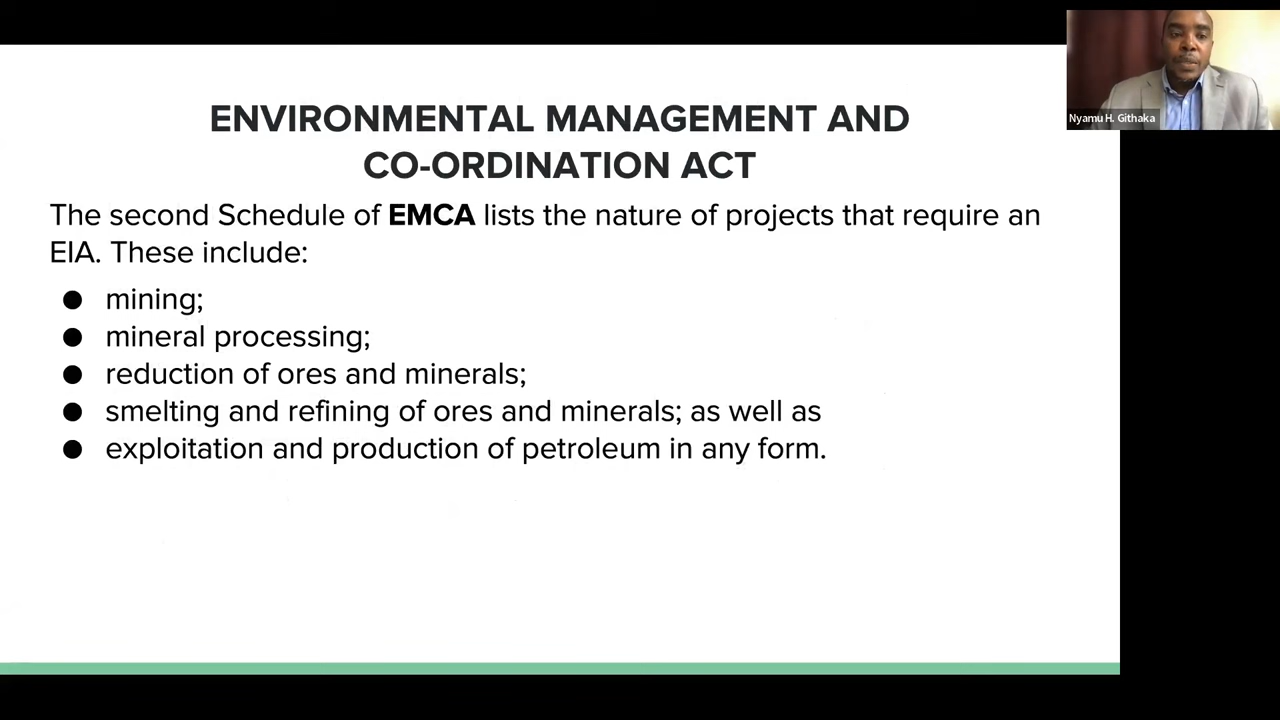 ENVIRONMENTAL MANAGEMENT AND
CO-ORDINATION ACT
The second Schedule of EMCA lists the nature of projects that require an
EIA. These include:
● mining;
● mineral processing;
● reduction of ores and minerals;
● smelting and refining of ores and minerals; as well as
● exploitation and production of petroleum in any form.
Nyamu H. Githaka